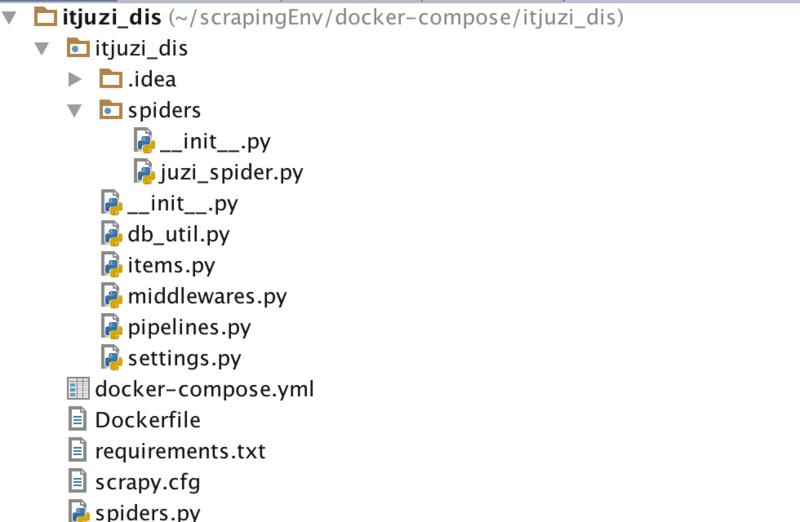 itjuzi_dis (~/scrapingEnv/docker-compose/itjuzi_dis)
itjuzi_dis
.idea
spiders
__init__.py
juzi_spider.py
__init__.py
db_util.py
items.py
middlewares.py
pipelines.py
settings.py
docker-compose.yml
Dockerfile
requirements.txt
scrapy.cfg
spiders.py